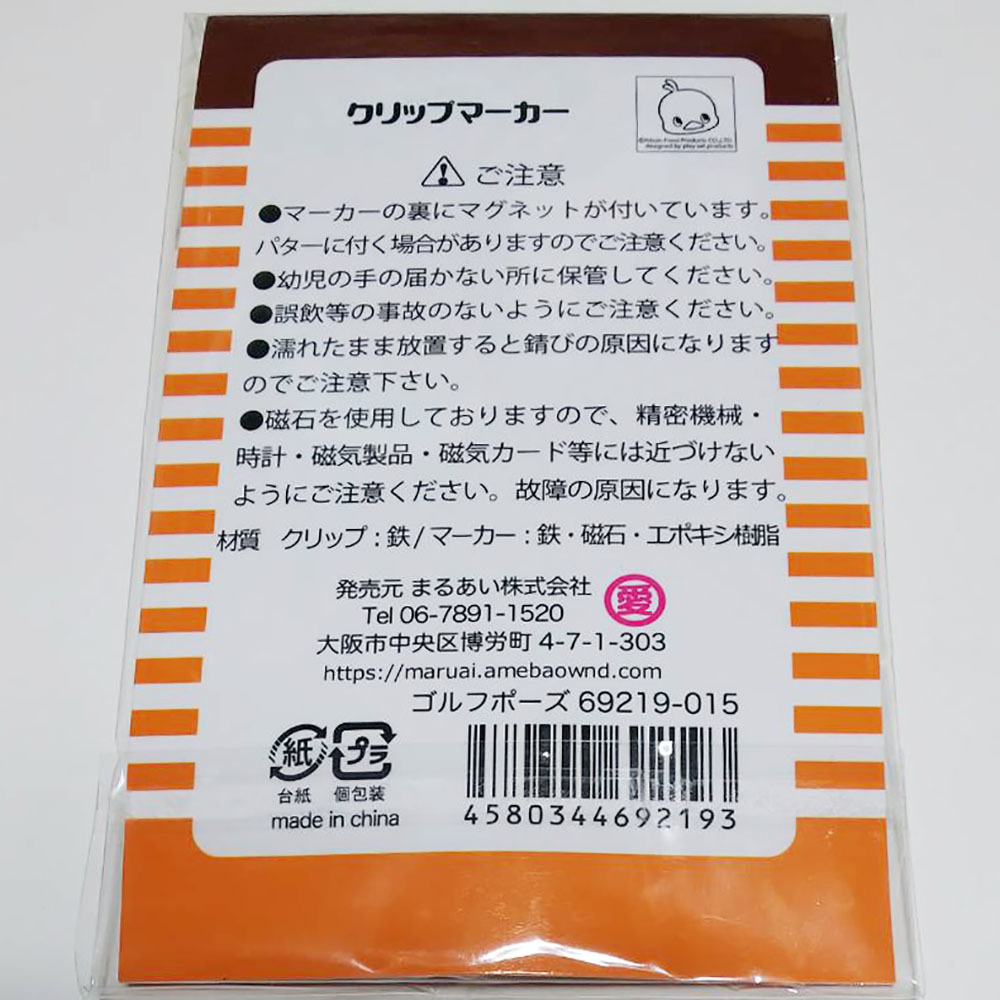 クリップマーカー
©Nissin Food Products CO.,LTD.
designed by play set products
ご注意
●マーカーの裏にマグネットが付いています。
パターに付く場合がありますのでご注意ください。
●幼児の手の届かない所に保管してください。
●誤飲等の事故のないようにご注意ください。
●濡れたまま放置すると錆びの原因になります
のでご注意下さい。
●磁石を使用しておりますので、精密機械・
時計・磁気製品・磁気カード等には近づけない
ようにご注意ください。故障の原因になります。
材質 クリップ:鉄/マーカー:鉄・磁石・エポキシ樹脂
発売元 まるあい株式会社
愛
Tel 06-7891-1520
大阪市中央区博労町 4-7-1-303
https://maruai.amebaownd.com
ゴルフポーズ 69219-015
紙 プラ
台紙 個包装
made in china
4580344692193